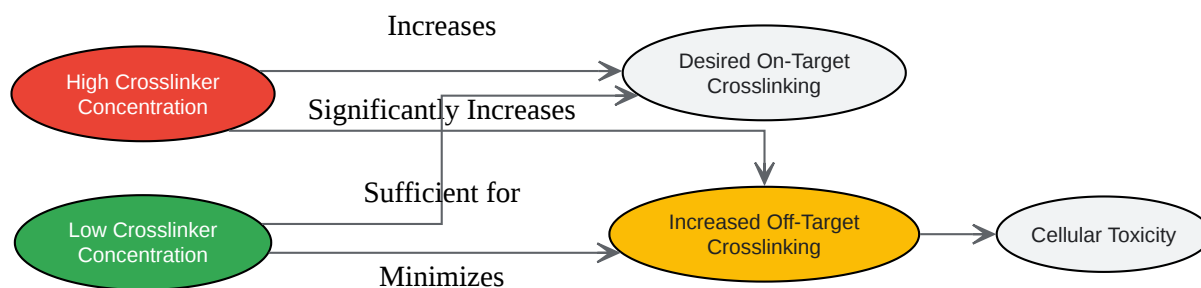 Increases
High Crosslinker
Concentration
Desired On-Target
Crosslinking
Significantly Increases
Sufficient for
Low Crosslinker
Concentration
Increased Off-Target
Crosslinking
Cellular Toxicity
Minimizes